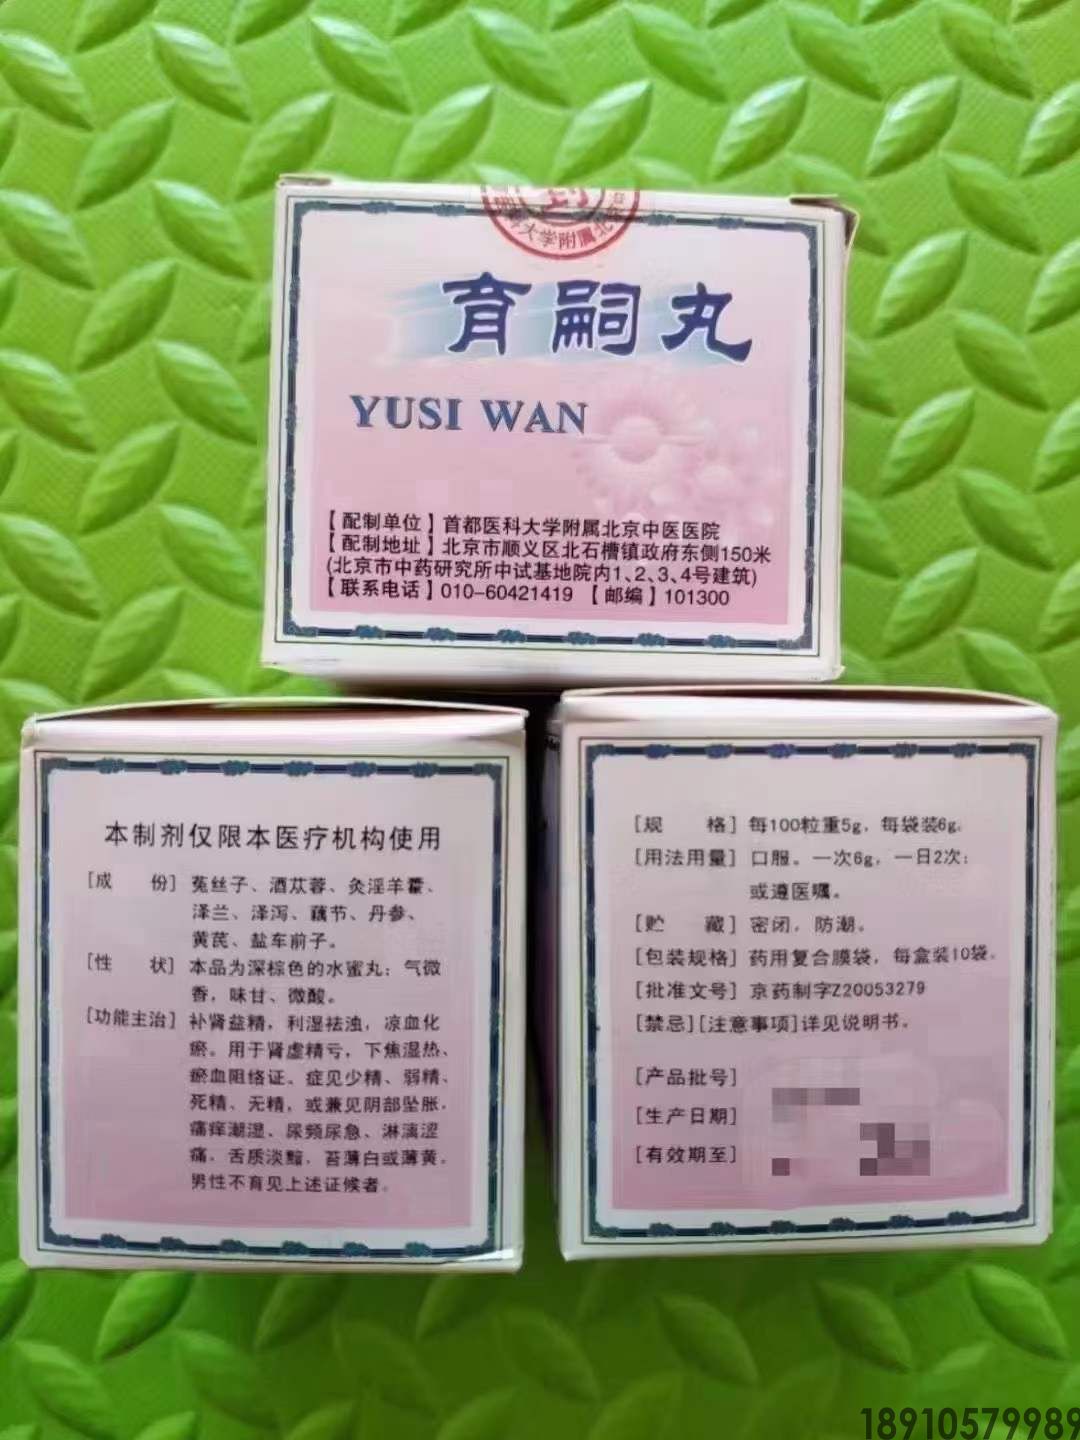 科大学附属北
育嗣丸
YUSI WAN
【配制单位】首都医科大学附属北京中医医院
【配制地址】北京市顺义区北石槽镇政府东侧150米
(北京市中药研究所中试基地院内1、2、3、4号建筑)
【联系电话】010-60421419 【邮编】101300
本制剂仅限本医疗机构使用
[成 份] 菟丝子、酒苁蓉、灸淫羊藿、
泽兰、泽泻、藕节、丹参、
黄芪、盐车前子。
[性 状] 本品为深棕色的水蜜丸；气微
香，味甘、微酸。
[功能主治] 补肾益精，利湿祛浊，凉血化
瘀。用于肾虚精亏，下焦湿热、
瘀血阻络证、症见少精、弱精、
死精、无精，或兼见阴部坠胀，
痛痒潮湿、尿频尿急、淋漓涩
痛，舌质淡黯，苔薄白或薄黄。
男性不育见上述证候者。
[规 格] 每100粒重5g，每袋装6g。
[用法用量] 口服。一次6g，一日2次；
或遵医嘱。
[贮 藏] 密闭，防潮。
[包装规格] 药用复合膜袋，每盒装10袋。
[批准文号] 京药制字Z20053279
[禁忌][注意事项]详见说明书。
[产品批号]
[生产日期]
[有效期至]
18910579989